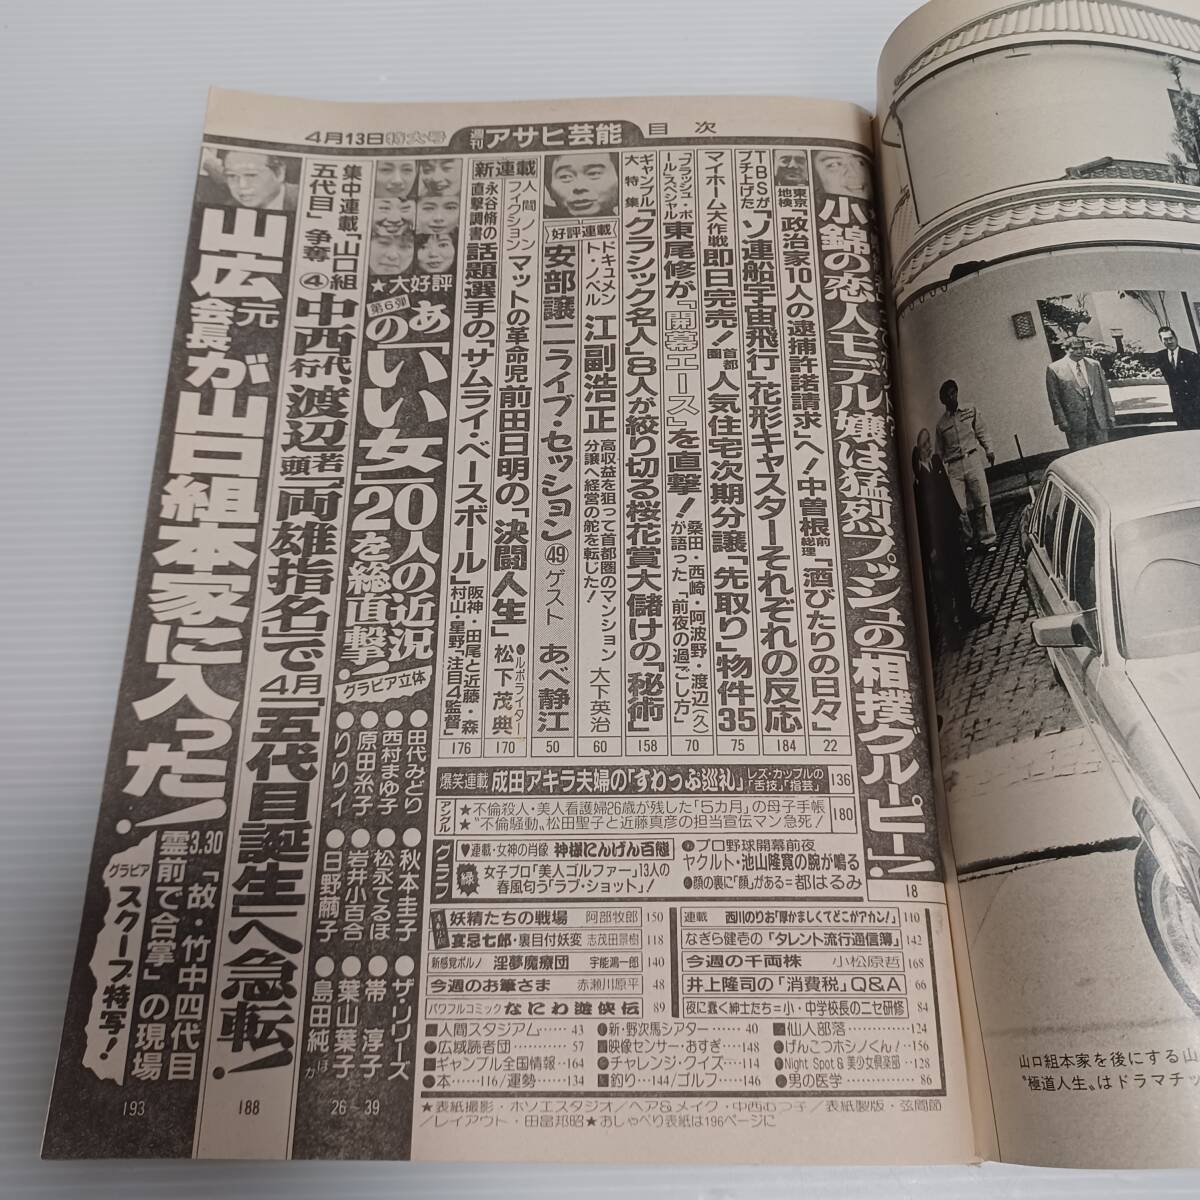 4月13日特大号
週刊アサヒ芸能
目次
小錦の恋人モデル嬢は猛烈プッシュの「相撲グルーピー」!
18
東京地検「政治家10人の逮捕許諾請求」へ!中曽根前総理「酒びたりの日々」
22
TBSがブチ上げた「ソ連船宇宙飛行」花形キャスターそれぞれの反応
184
マイホーム大作戦 即日完売!首都圏人気住宅次期分譲「先取り」物件35
75
フラッシュ・ボールスペシャル 東尾修が「開幕エース」を直撃!
桑田・西崎・阿波野・渡辺(久)が語った「前夜の過ごし方」
70
ギャンブル大特集「クラシック名人」8人が絞り切る桜花賞大儲けの「秘術」
158
好評連載
ドキュメント・ノベル 江副浩正
高収益を狙って首都圏のマンション分譲へ経営の舵を転じた!
大下英治
60
安部譲二ライブ・セッション㊾ゲスト あべ静江
50
新連載
人間ノンフィクション マットの革命児 前田日明の「決闘人生」 ●ルポライター 松下茂典
170
永谷脩の直撃調書 話題選手の「サムライ・ベースボール」
阪神・田尾と近藤・森
村山・星野「注目4監督」
176
★大好評
第6弾
あの「いい女」20人の近況を総直撃!
グラビア立体
●田代みどり
●西村まゆ子
●原田糸子
●リリィ
●秋本圭子
●松永てるほ
●岩井小百合
●日野繭子
●ザ・リリーズ
●帯淳子
●葉山葉子
●島田純子ほか
26〜39
集中連載「山口組五代目」争奪④ 中西代行、渡辺若頭「両雄指名」で4月「五代目誕生」へ急転!
188
山広元会長が山口組本家に入った!
3.30「故・竹中四代目霊前で合掌」の現場
グラビア スクープ特写!
193
爆笑連載 成田アキラ夫婦の「すわっぷ巡礼」 レズ・カップルの「舌技」「指芸」 136
アングル
★不倫殺人・美人看護婦26歳が残した「5カ月」の母子手帳
★“不倫騒動„松田聖子と近藤真彦の担当宣伝マン急死!
180
グラフ
♥連載・女神の肖像 神様にんげん百態
緑 女子プロ「美人ゴルファー」13人の春風匂う「ラブ・ショット」!
●プロ野球開幕前夜
ヤクルト・池山隆寛の腕が鳴る
●顔の裏に「顔」がある=都はるみ
妖精たちの戦場 阿部牧郎 150
宴忌七郎・裏目付妖変 志茂田景樹 118
新感覚ポルノ 淫夢魔療団 宇能鴻一郎 140
今週のお筆さま 赤瀬川原平 48
パワフルコミック なにわ遊侠伝 89
連載 西川のりお「厚かましくてどこがアカン!」 110
なぎら健壱の「タレント流行通信簿」 142
今週の千両株 小松原哲 168
井上隆司の「消費税」Q&A 66
夜に蠢く紳士たち=小・中学校長のニセ研修 84
■人間スタジアム……43
●広域読者団……57
■ギャンブル全国情報…164
●本……116/運勢…134
●新・野次馬シアター…40
■映像センサー・おすぎ…148
●チャレンジ・クイズ…114
■釣り…144/ゴルフ…146
■仙人部落……124
●げんこつホシノくん!…156
■Night Spot & 美少女倶楽部…128
●男の医学……86
★表紙撮影・ホソエスタジオ/ヘア&メイク・中西むつ子/表紙製版・弦間節
/レイアウト・田畠邦昭★おしゃべり表紙は196ページに
山口組本家を後にする山
“極道人生„はドラマチッ